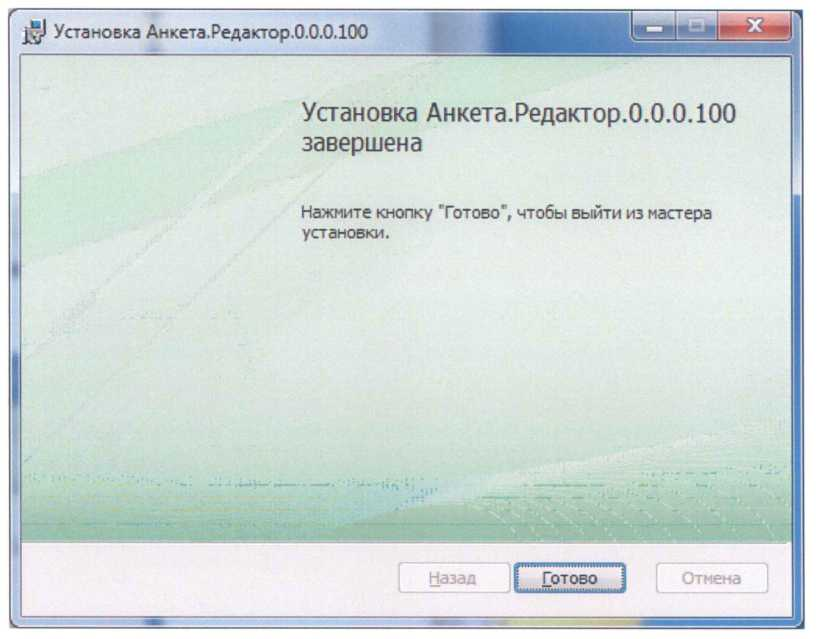 Установка Анкета.Редактор.0.0.0.100
Установка Анкета.Редактор.0.0.0.100
завершена
Нажмите кнопку "Готово", чтобы выйти из мастера
установки.
Назад
Готово
Отмена